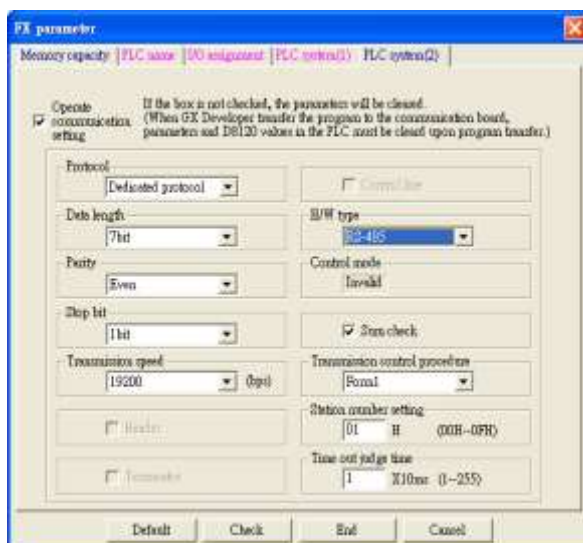 FX parameter
Memory capacity PLC name I/O assignment PLC system(1) PLC system(2)
Operate communication setting
If the box is not checked, the parameters will be cleared.
(When GX Developer transfer the program to the communication board,
parameters and D8120 values in the PLC must be cleard upon program transfer.)
Protocol
Dedicated protocol
Control line
Data length
7bit
H/W type
RS-485
Parity
Even
Control mode
Invalid
Stop bit
1bit
Sum check
Transmission speed
19200 (bps)
Transmission control procedure
Form1
Header
Station number setting
01 H (00H--0FH)
Terminator
Time out judge time
1 X10ms (1--255)
Default Check End Cancel